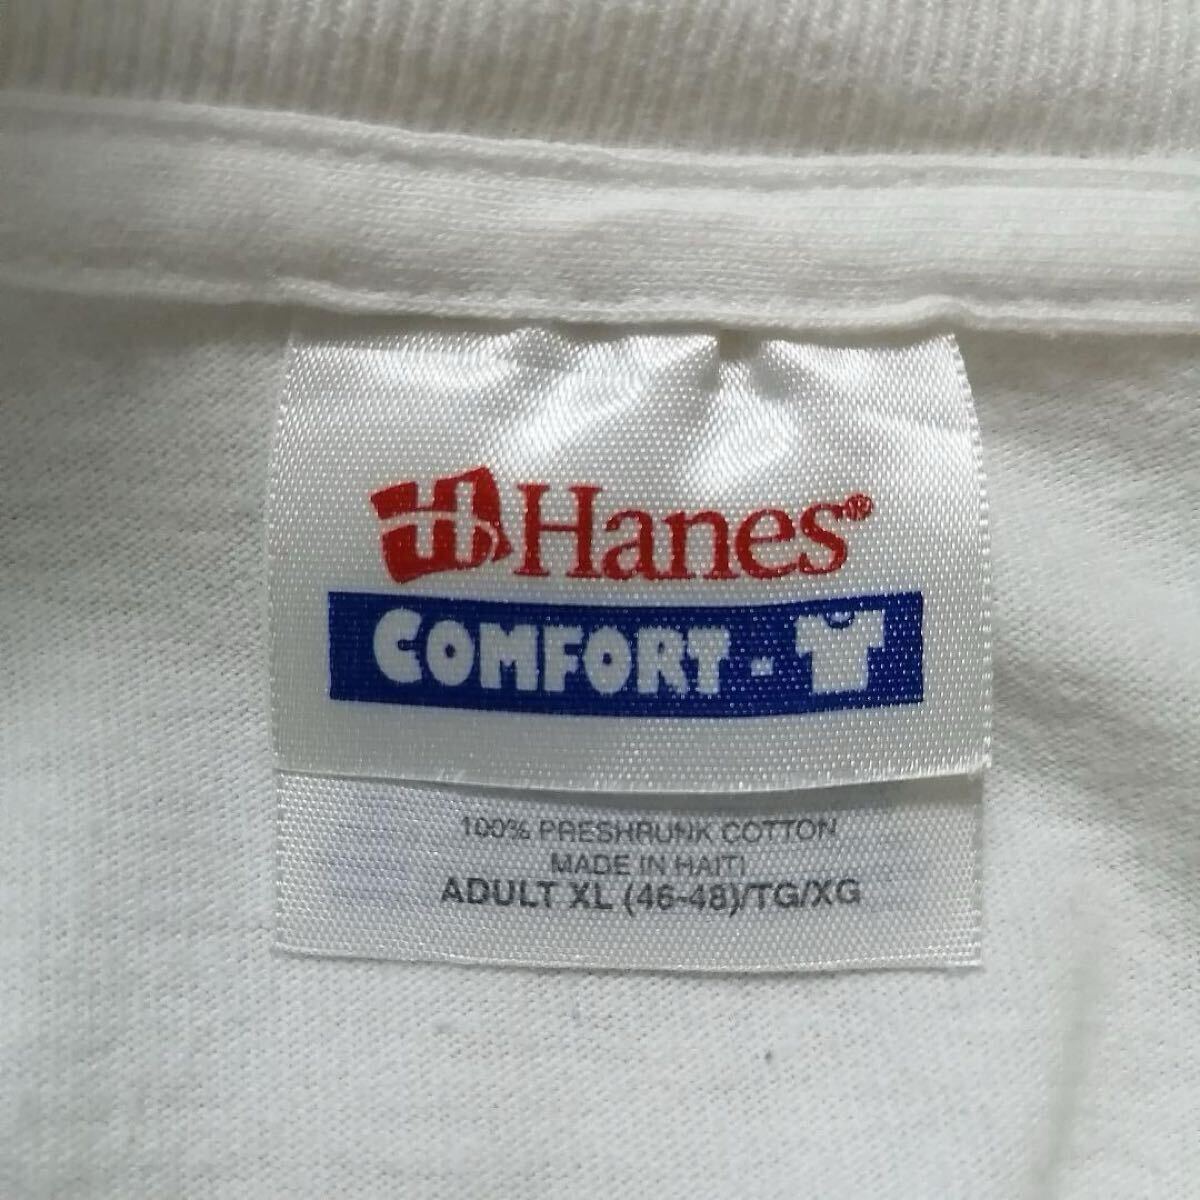 Hanes®
COMFORT-
100% PRESHRUNK COTTON
MADE IN HAITI
ADULT XL (46-48)/TG/XG